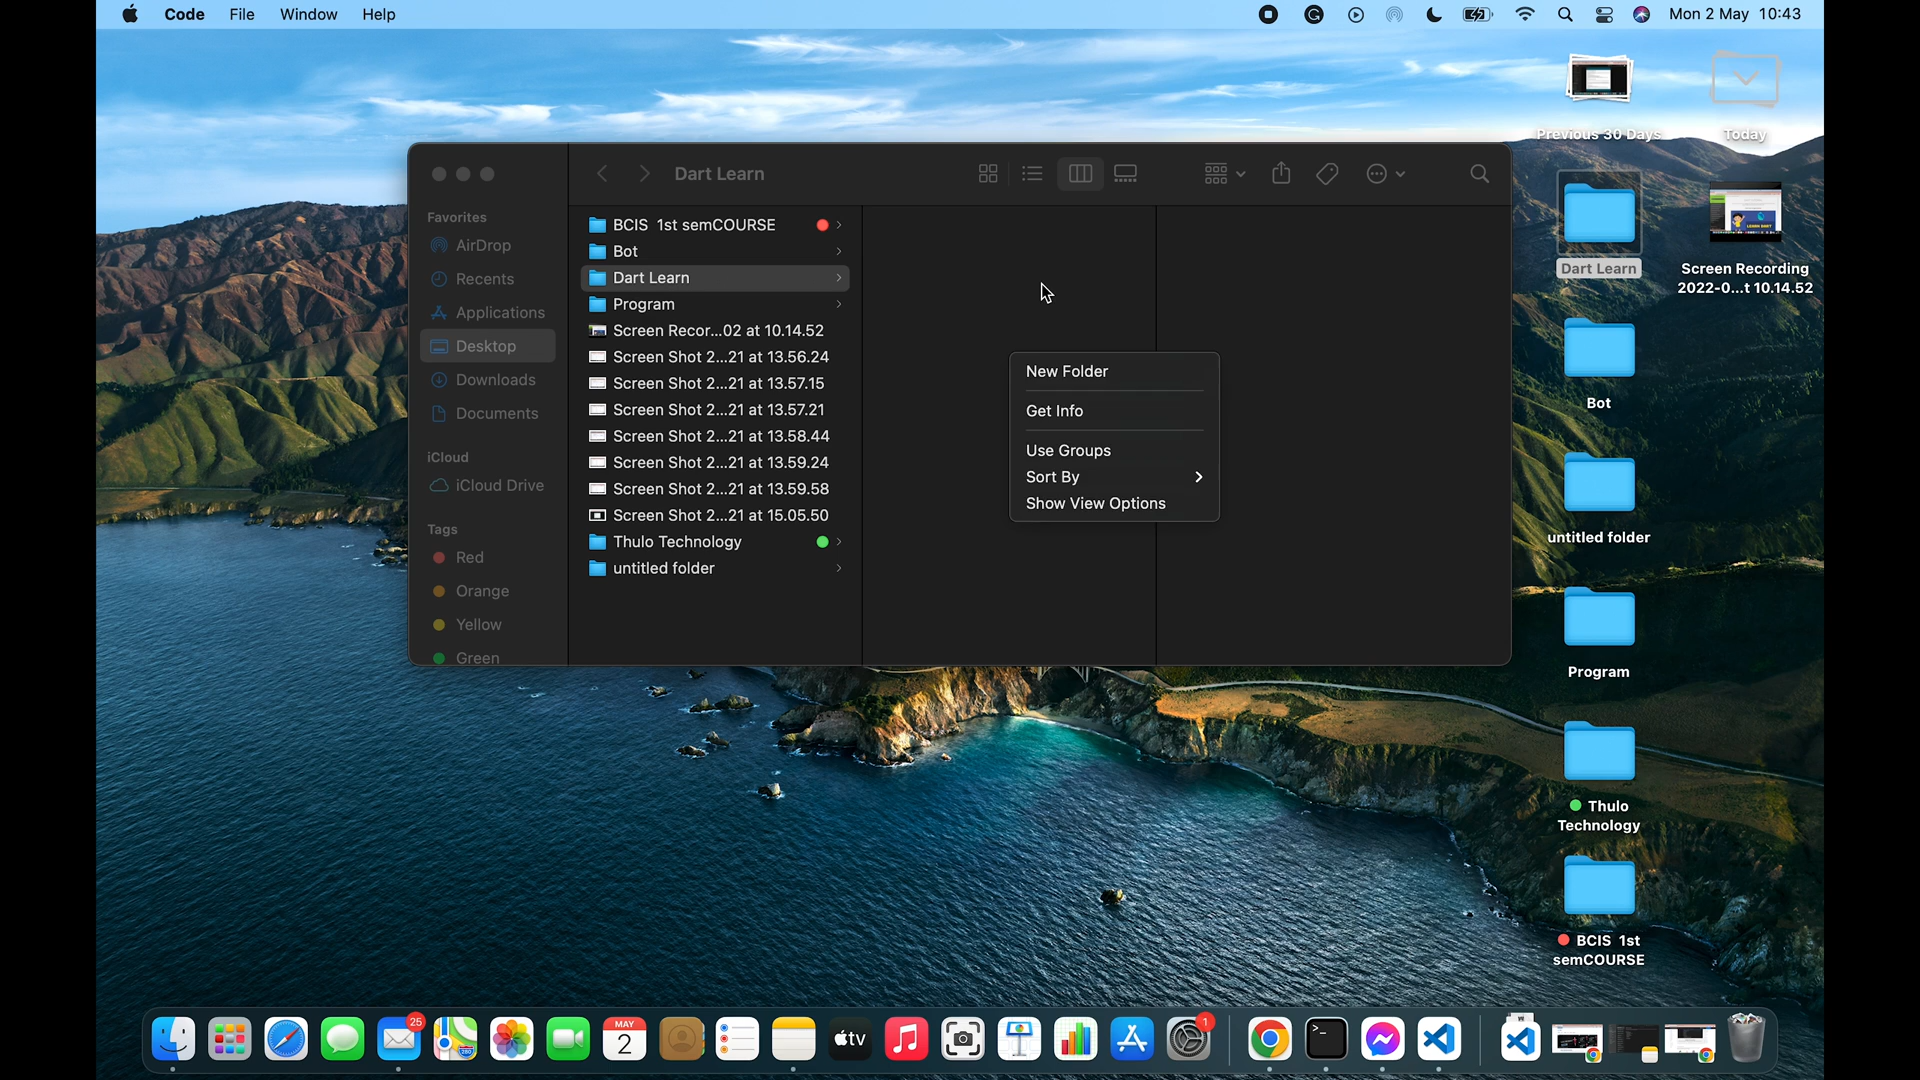 Code File Window Help
Mon 2 May 10:43
Previous 30 Days
Today
Dart Learn
Favorites
AirDrop
Recents
Applications
Desktop
Downloads
Documents
iCloud
iCloud Drive
Tags
Red
Orange
Yellow
Green
BCIS 1st semCOURSE
Bot
Dart Learn
Program
Screen Recor...02 at 10.14.52
Screen Shot 2...21 at 13.56.24
Screen Shot 2...21 at 13.57.15
Screen Shot 2...21 at 13.57.21
Screen Shot 2...21 at 13.58.44
Screen Shot 2...21 at 13.59.24
Screen Shot 2...21 at 13.59.58
Screen Shot 2...21 at 15.05.50
Thulo Technology
untitled folder
New Folder
Get Info
Use Groups
Sort By
Show View Options
Dart Learn
Screen Recording
2022-0...t 10.14.52
Bot
untitled folder
Program
Thulo
Technology
BCIS 1st
semCOURSE
25
MAY
2
280
tv
1
>_